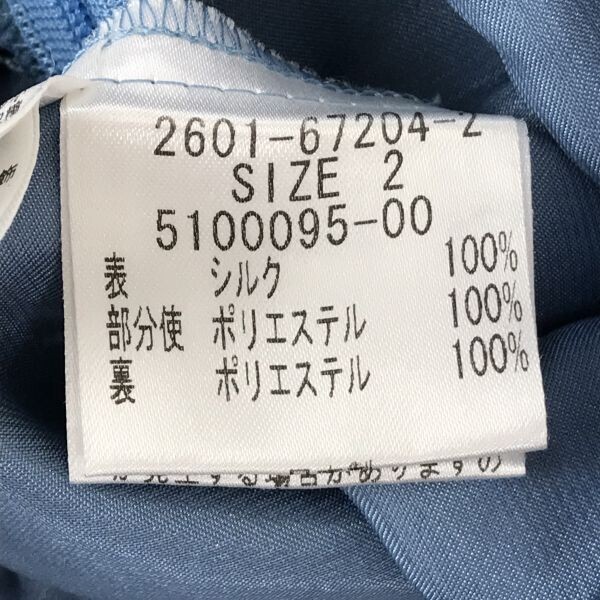 2601-67204-2
SIZE 2
5100095-00
表 シルク 100%
部分使 ポリエステル 100%
裏 ポリエステル 100%